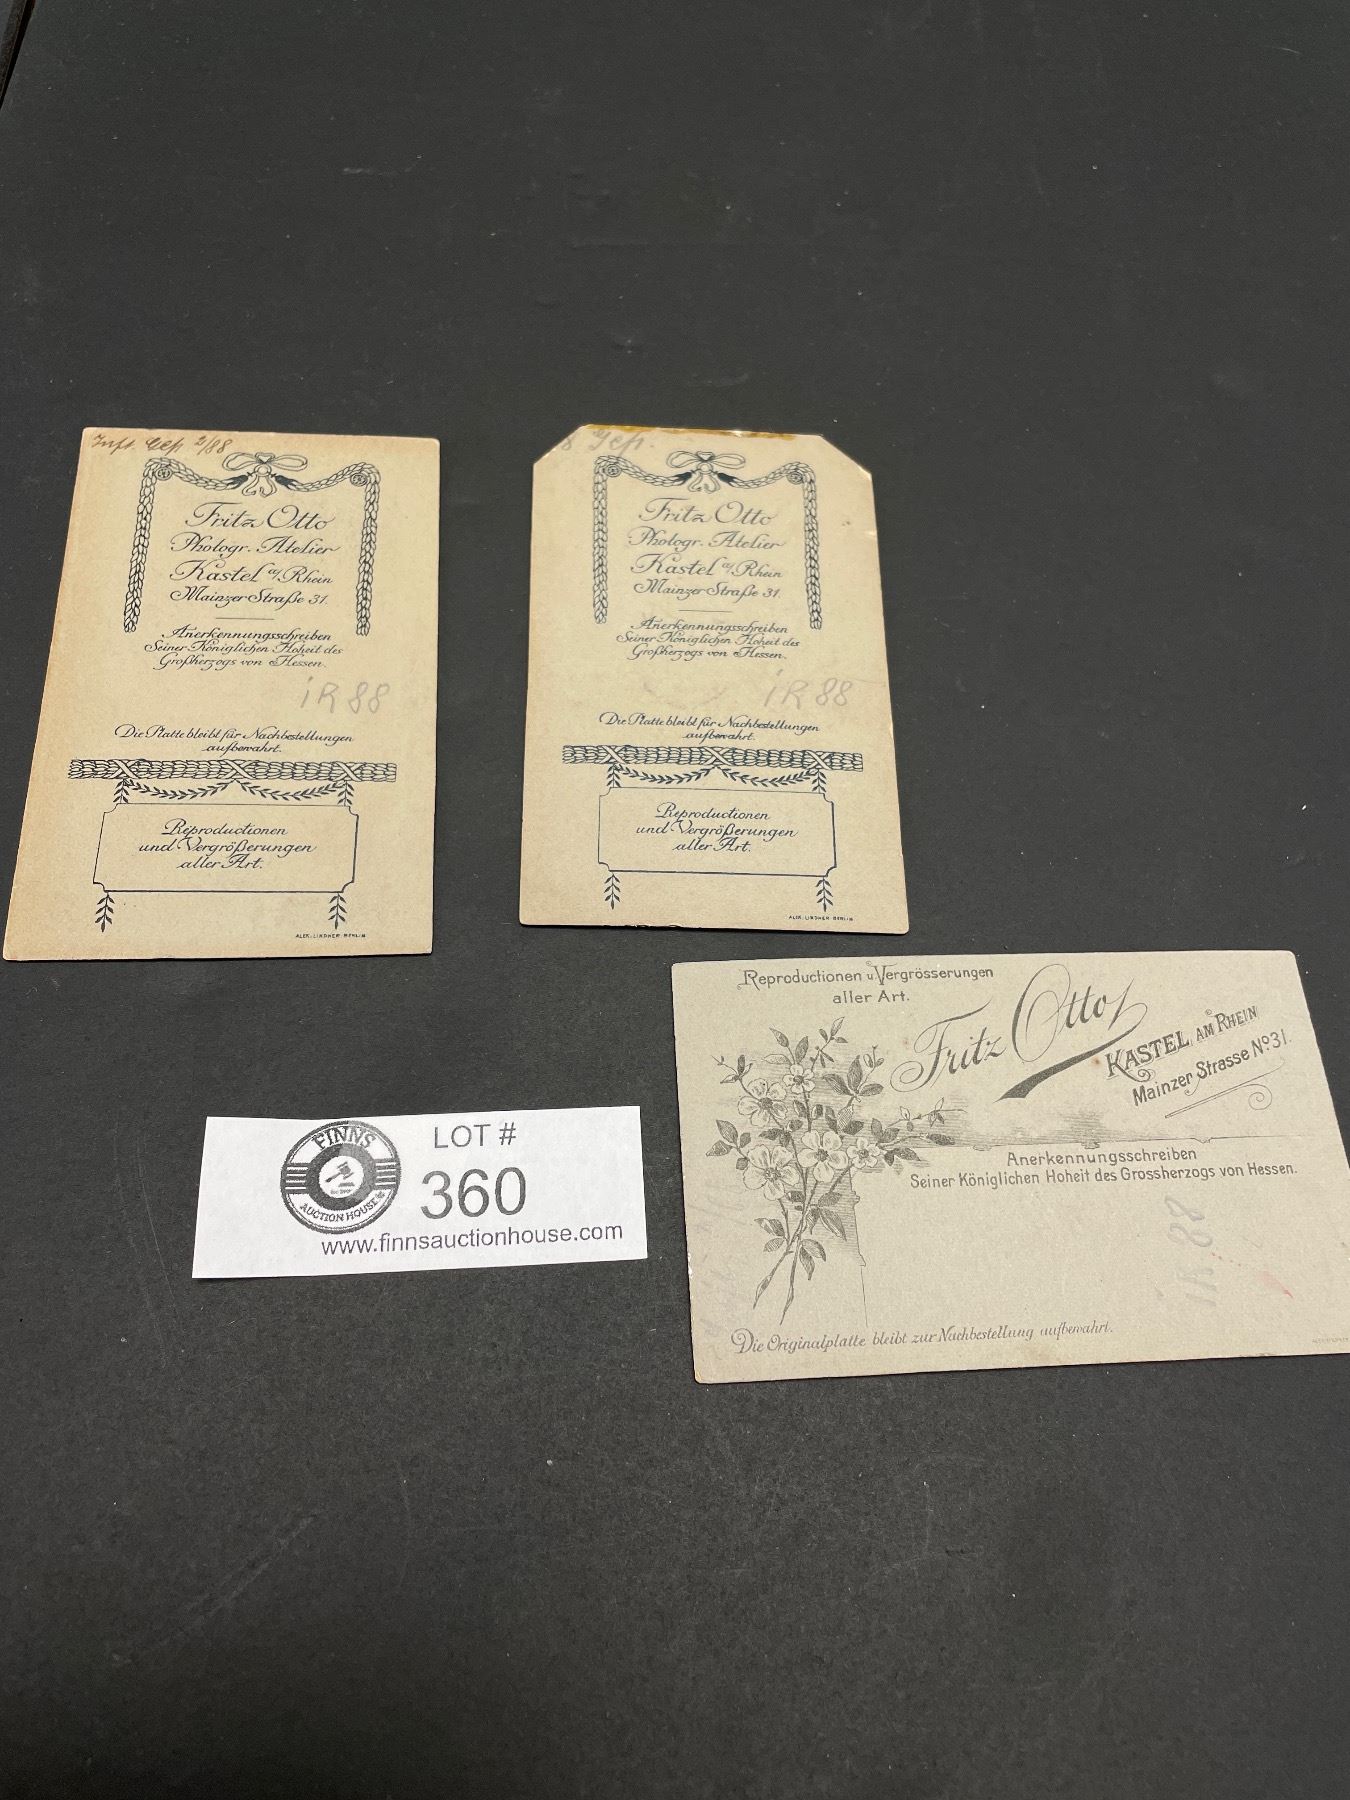 2/88
Fritz Otto
Photogr. Atelier
Kastel a/. Rhein
Mainzer Straße 31.
Anerkennungsschreiben
Seiner Königlichen Hoheit des
Großherzogs von Hessen.
iR 88
Die Platte bleibt für Nachbestellungen
aufbewahrt.
Reproductionen
und Vergrößerungen
aller Art.
ALEX. LINDNER BERLIN
8
Fritz Otto
Photogr. Atelier
Kastel a/. Rhein
Mainzer Straße 31.
Anerkennungsschreiben
Seiner Königlichen Hoheit des
Großherzogs von Hessen.
iR 88
Die Platte bleibt für Nachbestellungen
aufbewahrt.
Reproductionen
und Vergrößerungen
aller Art.
ALEX. LINDNER BERLIN
Reproductionen u. Vergrösserungen
aller Art.
Fritz Otto
KASTEL AM RHEIN
Mainzer Strasse No 31.
Anerkennungsschreiben
Seiner Königlichen Hoheit des Grossherzogs von Hessen.
iR 88
Die Originalplatte bleibt zur Nachbestellung aufbewahrt.
FINNS
AUCTION HOUSE
LOT #
360
www.finnsauctionhouse.com